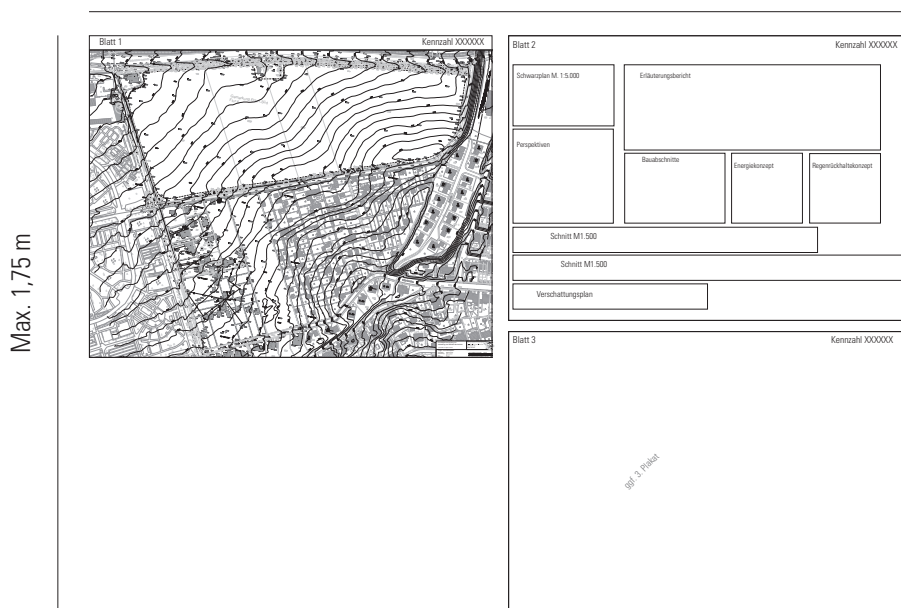 Max. 1,75 m
Blatt 1
Kennzahl XXXXXX
Blatt 2
Kennzahl XXXXXX
Schwarzplan M. 1:5.000
Erläuterungsbericht
Perspektiven
Bauabschnitte
Energiekonzept
Regenrückhaltekonzept
Schnitt M1.500
Schnitt M1.500
Verschattungsplan
Blatt 3
Kennzahl XXXXXX
ggf. 3. Plakat